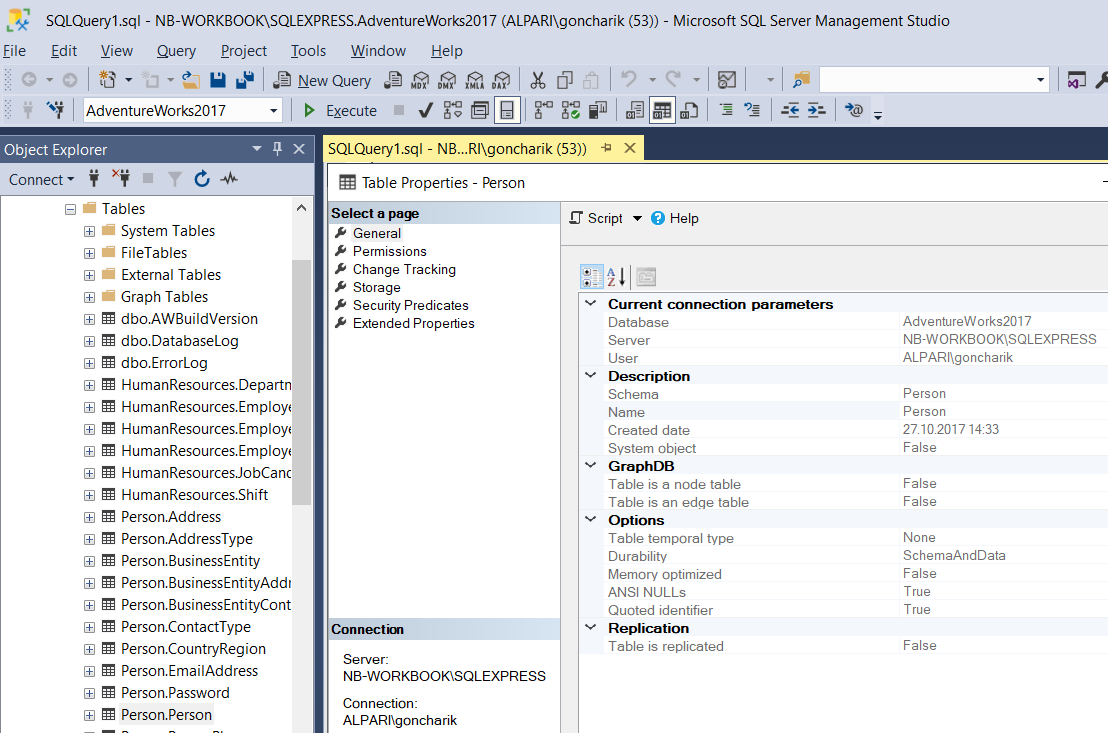 SQLQuery1.sql - NB-WORKBOOK\SQLEXPRESS.AdventureWorks2017 (ALPARI\goncharik (53)) - Microsoft SQL Server Management Studio
File Edit View Query Project Tools Window Help
New Query MDX DMX XMLA DAX
AdventureWorks2017 Execute
Object Explorer
Connect
Tables
System Tables
FileTables
External Tables
Graph Tables
dbo.AWBuildVersion
dbo.DatabaseLog
dbo.ErrorLog
HumanResources.Departn
HumanResources.Employe
HumanResources.Employe
HumanResources.Employe
HumanResources.JobCanc
HumanResources.Shift
Person.Address
Person.AddressType
Person.BusinessEntity
Person.BusinessEntityAddr
Person.BusinessEntityCont
Person.ContactType
Person.CountryRegion
Person.EmailAddress
Person.Password
Person.Person
SQLQuery1.sql - NB...RI\goncharik (53))
Table Properties - Person
Select a page
General
Permissions
Change Tracking
Storage
Security Predicates
Extended Properties
Connection
Server:
NB-WORKBOOK\SQLEXPRESS
Connection:
ALPARI\goncharik
Script Help
Current connection parameters
Database AdventureWorks2017
Server NB-WORKBOOK\SQLEXPRESS
User ALPARI\goncharik
Description
Schema Person
Name Person
Created date 27.10.2017 14:33
System object False
GraphDB
Table is a node table False
Table is an edge table False
Options
Table temporal type None
Durability SchemaAndData
Memory optimized False
ANSI NULLs True
Quoted identifier True
Replication
Table is replicated False